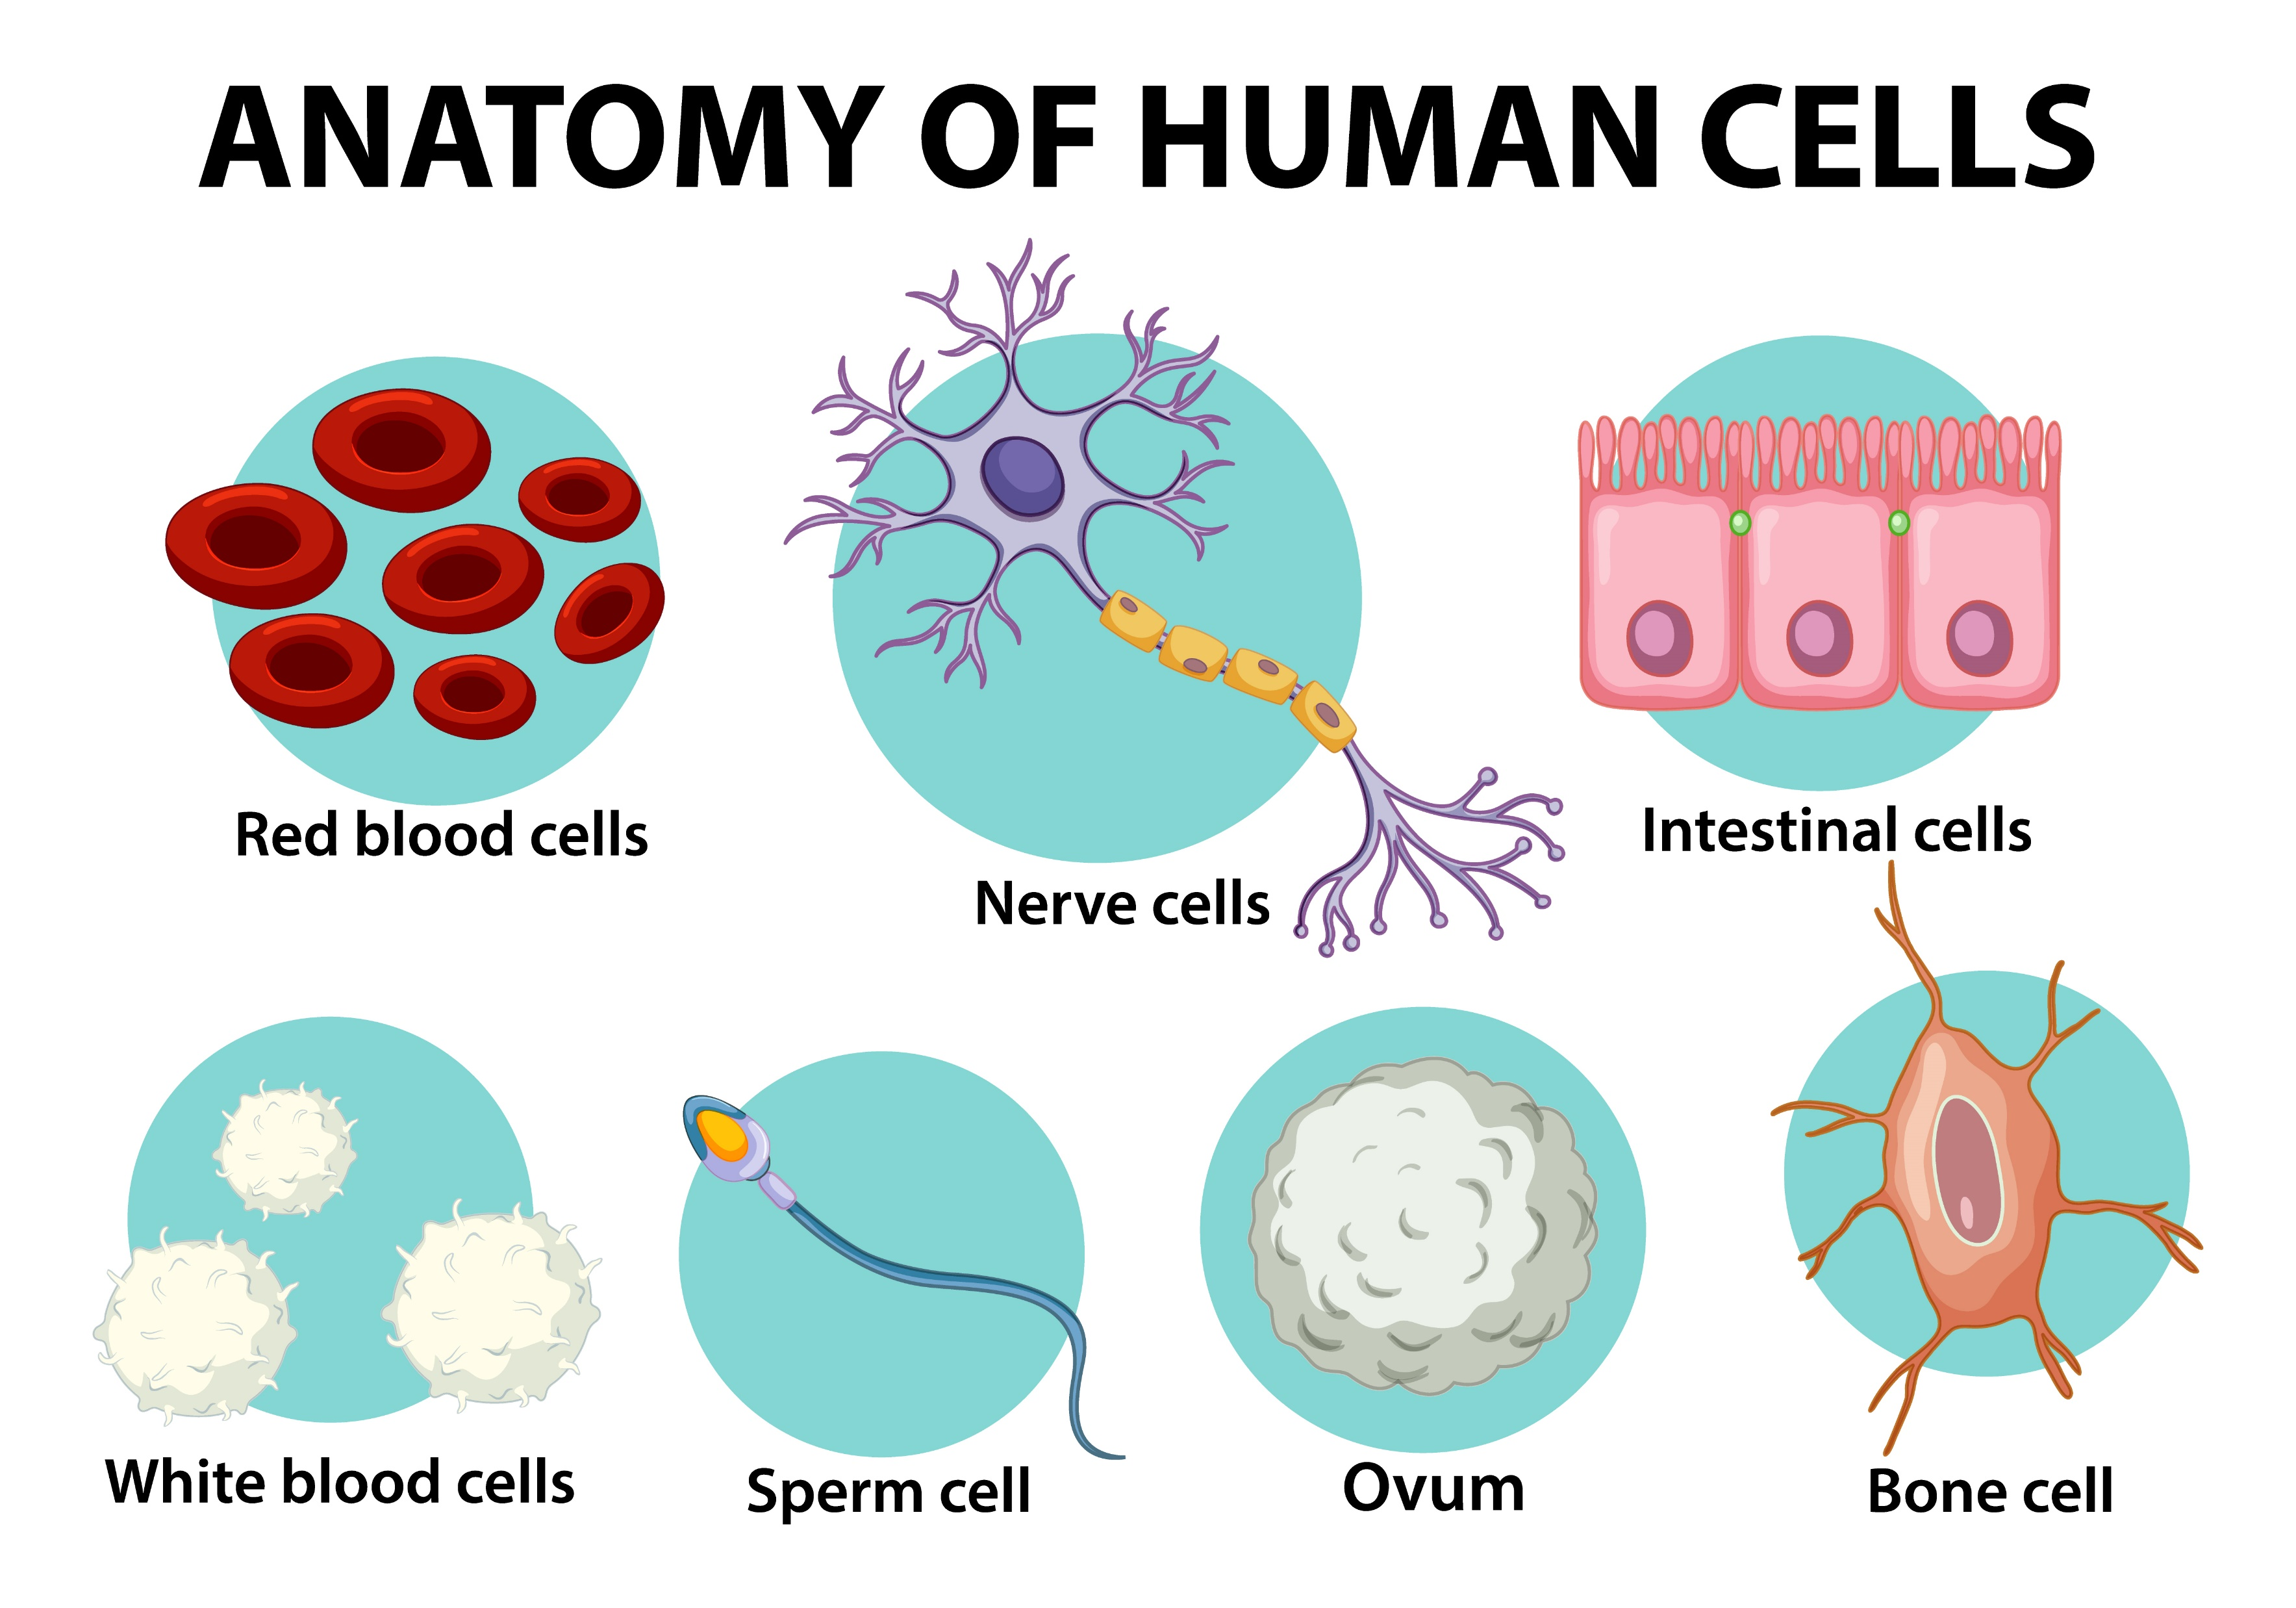 ANATOMY OF HUMAN CELLS
Red blood cells
Nerve cells
Intestinal cells
White blood cells
Sperm cell
Ovum
Bone cell